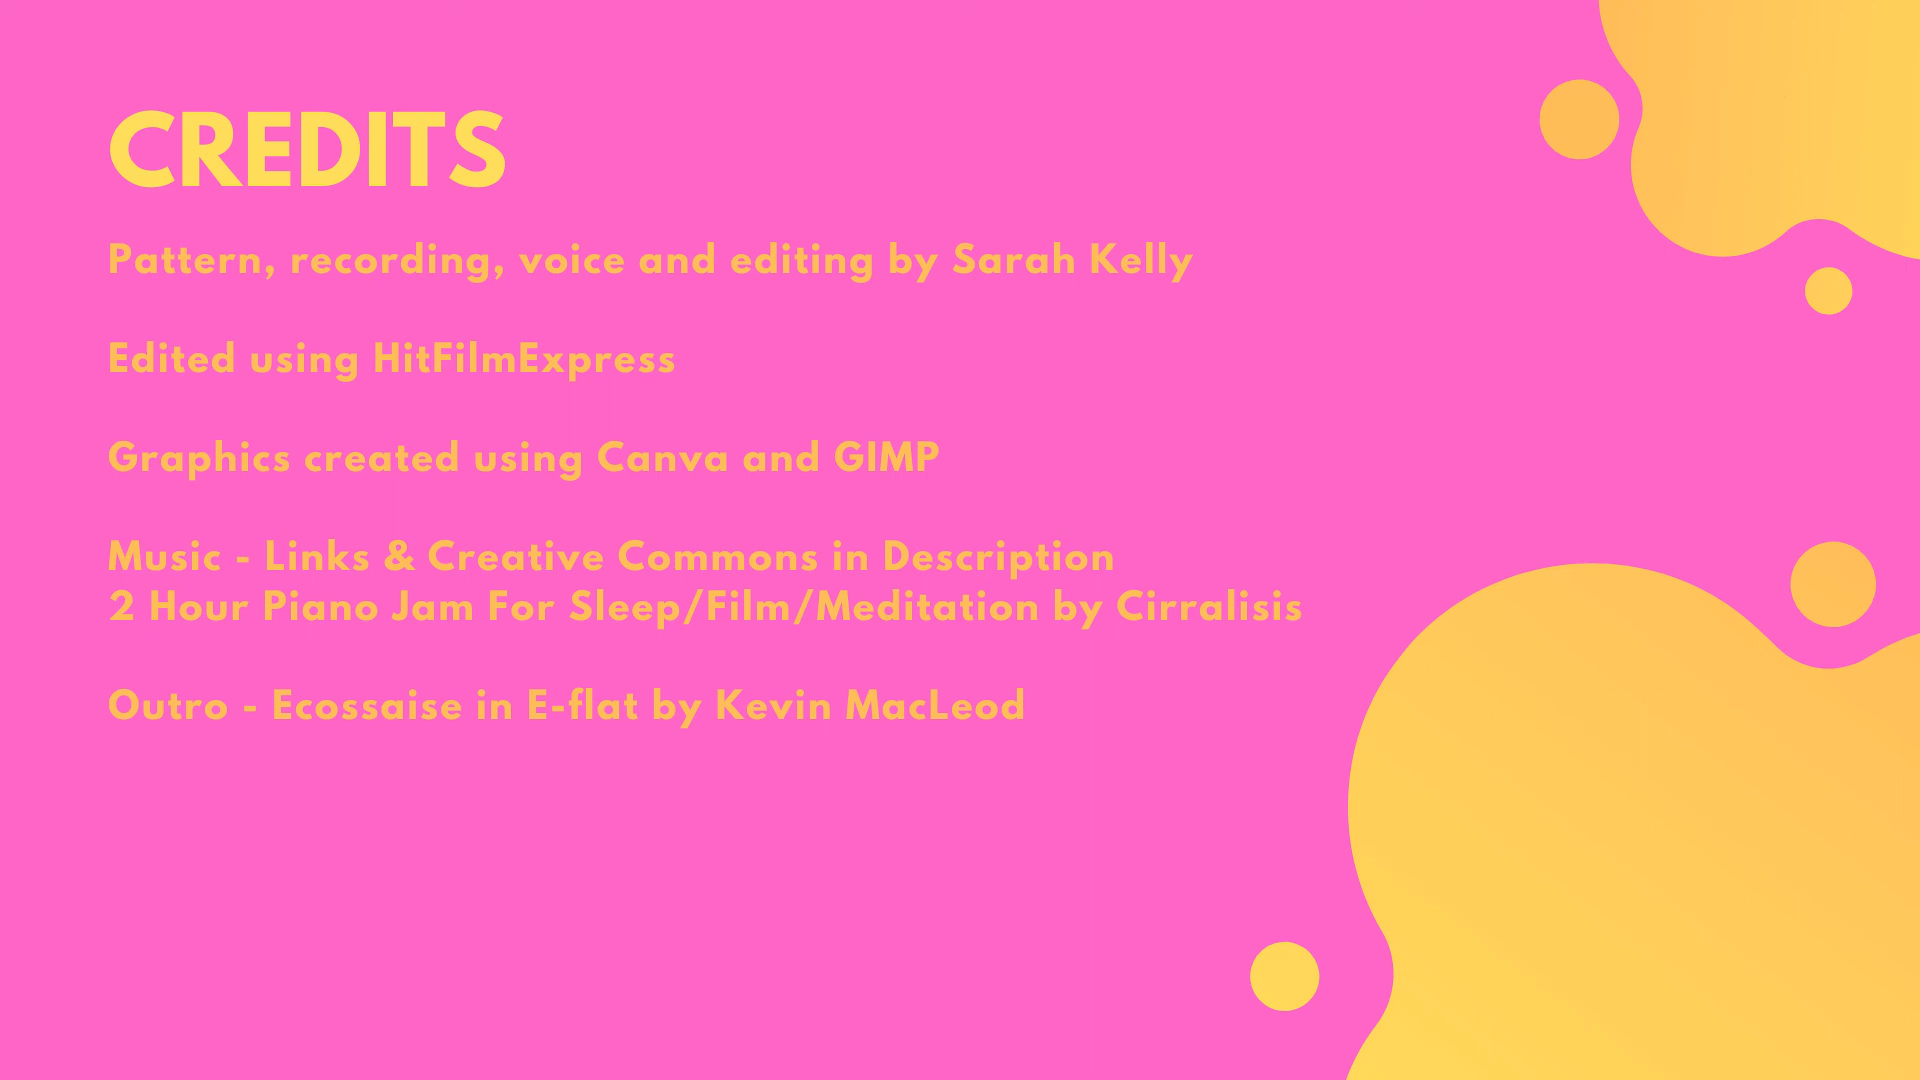 CREDITS
Pattern, recording, voice and editing by Sarah Kelly
Edited using HitFilmExpress
Graphics created using Canva and GIMP
Music - Links & Creative Commons in Description
2 Hour Piano Jam For Sleep/Film/Meditation by Cirralisis
Outro - Ecossaise in E-flat by Kevin MacLeod